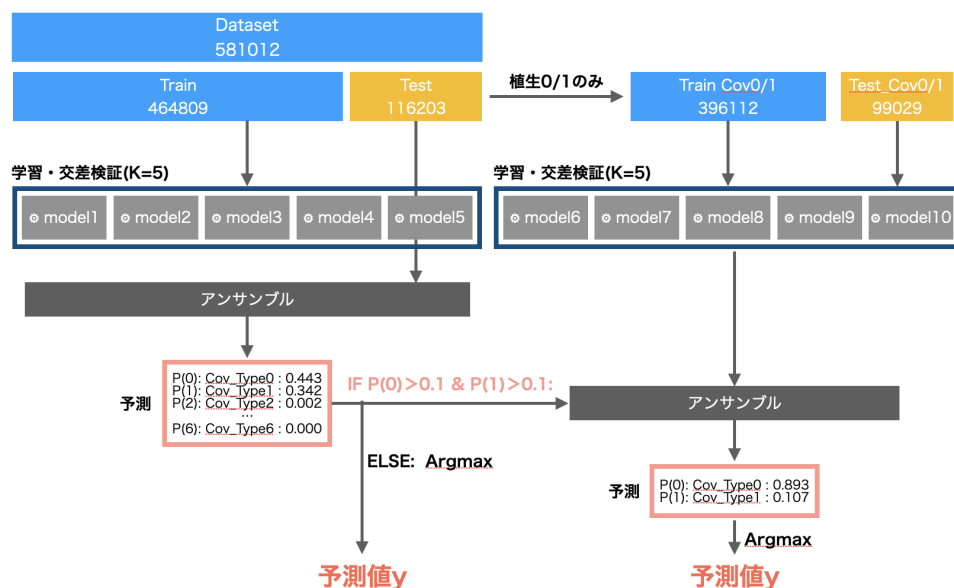 Dataset
581012
Train
464809
Test
116203
植生0/1のみ
Train Cov0/1
396112
Test_Cov0/1
99029
学習・交差検証(K=5)
学習・交差検証(K=5)
model1
model2
model3
model4
model5
model6
model7
model8
model9
model10
アンサンブル
予測
P(0): Cov_Type0 : 0.443
P(1): Cov_Type1 : 0.342
P(2): Cov_Type2 : 0.002
…
P(6): Cov_Type6 : 0.000
IF P(0)>0.1 & P(1)>0.1:
アンサンブル
ELSE: Argmax
予測
P(0): Cov_Type0 : 0.893
P(1): Cov_Type1 : 0.107
Argmax
予測値y
予測値y